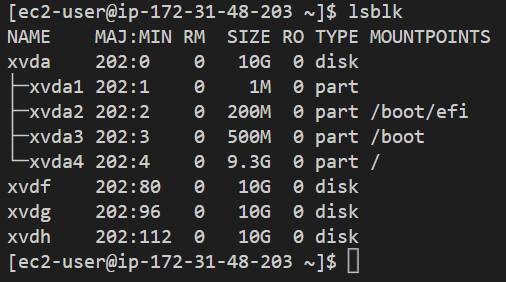 [ec2-user@ip-172-31-48-203 ~]$ lsblk
NAME    MAJ:MIN RM  SIZE RO TYPE MOUNTPOINTS
xvda    202:0    0   10G  0 disk
├─xvda1 202:1    0    1M  0 part
├─xvda2 202:2    0  200M  0 part /boot/efi
├─xvda3 202:3    0  500M  0 part /boot
└─xvda4 202:4    0  9.3G  0 part /
xvdf    202:80   0   10G  0 disk
xvdg    202:96   0   10G  0 disk
xvdh    202:112  0   10G  0 disk
[ec2-user@ip-172-31-48-203 ~]$